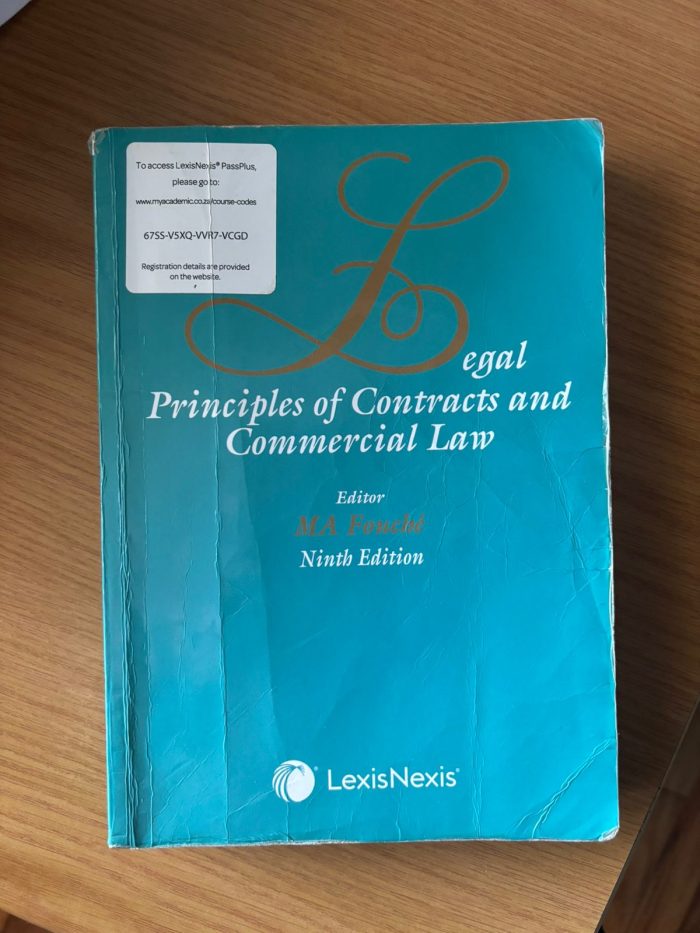 To access LexisNexis® PassPlus,
please go to:
www.myacademic.co.za/course-codes
67SS-V5XQ-VVR7-VCGD
Registration details are provided
on the website.
Legal
Principles of Contracts and
Commercial Law
Editor
MA Fouché
Ninth Edition
LexisNexis®